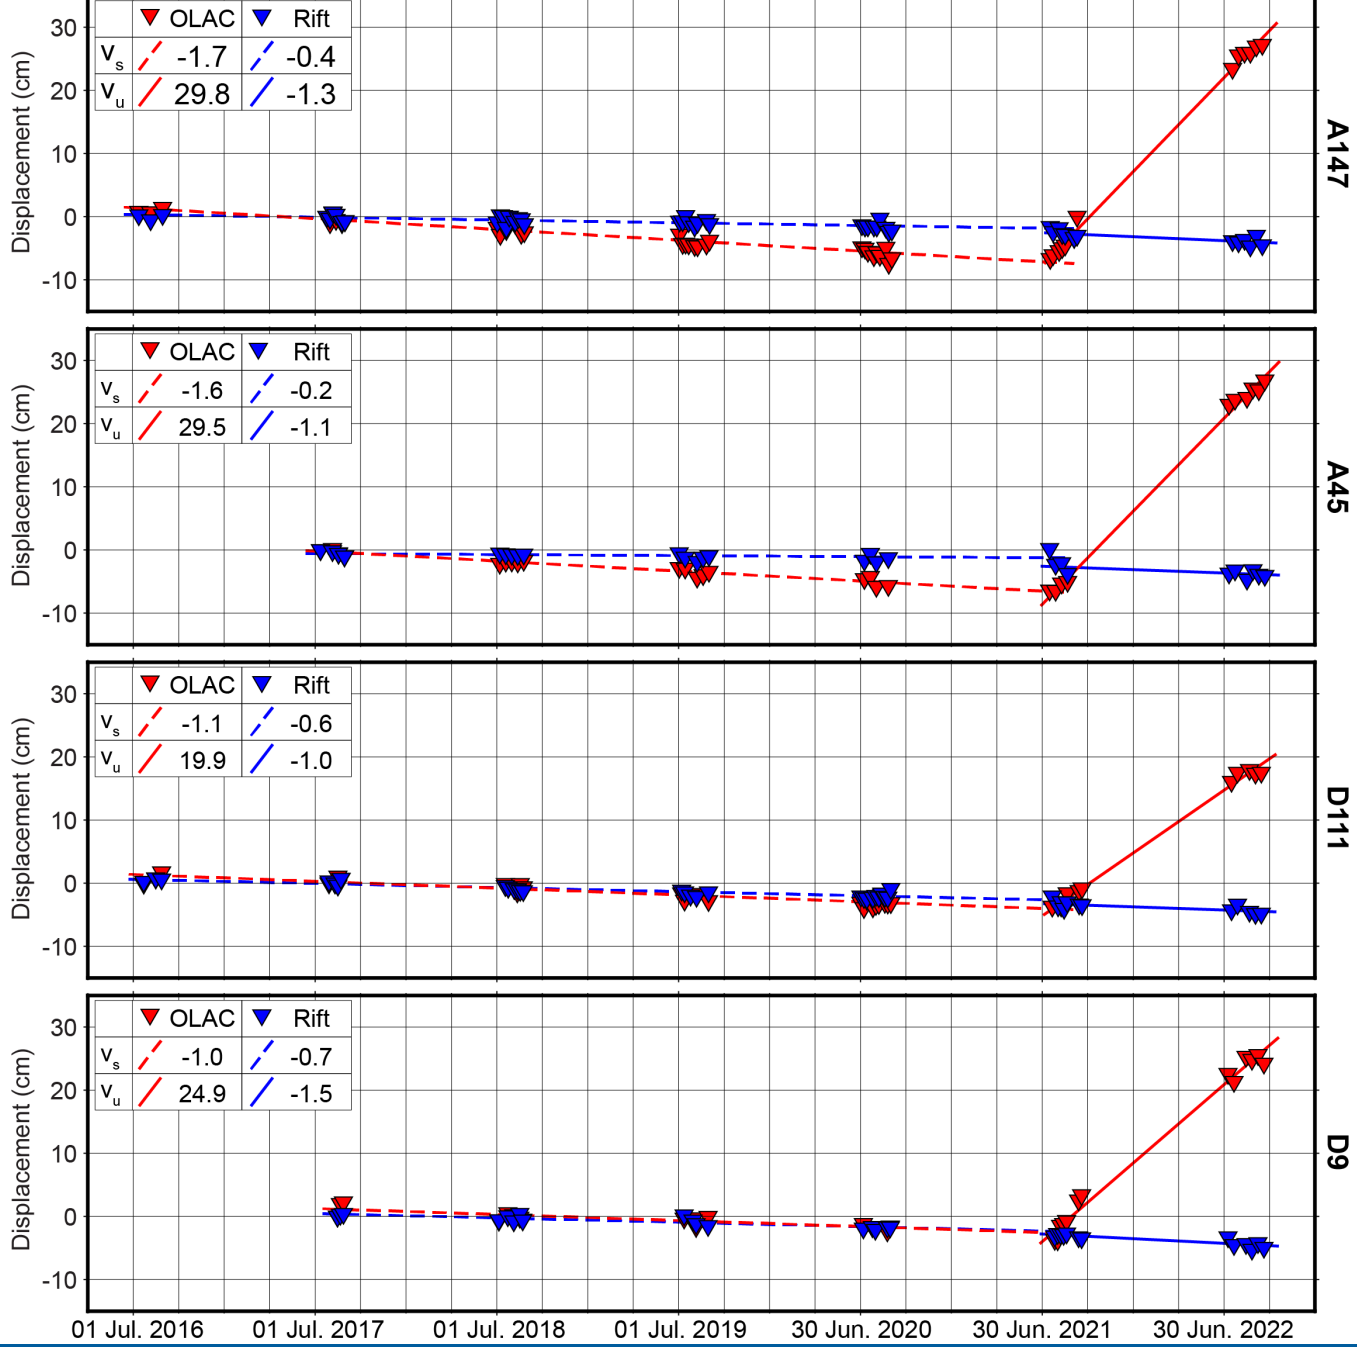 OLAC Rift
30
vs -1.7 -0.4
20
vu 29.8 -1.3
10
0
-10
Displacement (cm)
A147
OLAC Rift
30
vs -1.6 -0.2
20
vu 29.5 -1.1
10
0
-10
Displacement (cm)
A45
OLAC Rift
30
vs -1.1 -0.6
20
vu 19.9 -1.0
10
0
-10
Displacement (cm)
D111
OLAC Rift
30
vs -1.0 -0.7
20
vu 24.9 -1.5
10
0
-10
Displacement (cm)
D9
01 Jul. 2016 01 Jul. 2017 01 Jul. 2018 01 Jul. 2019 30 Jun. 2020 30 Jun. 2021 30 Jun. 2022